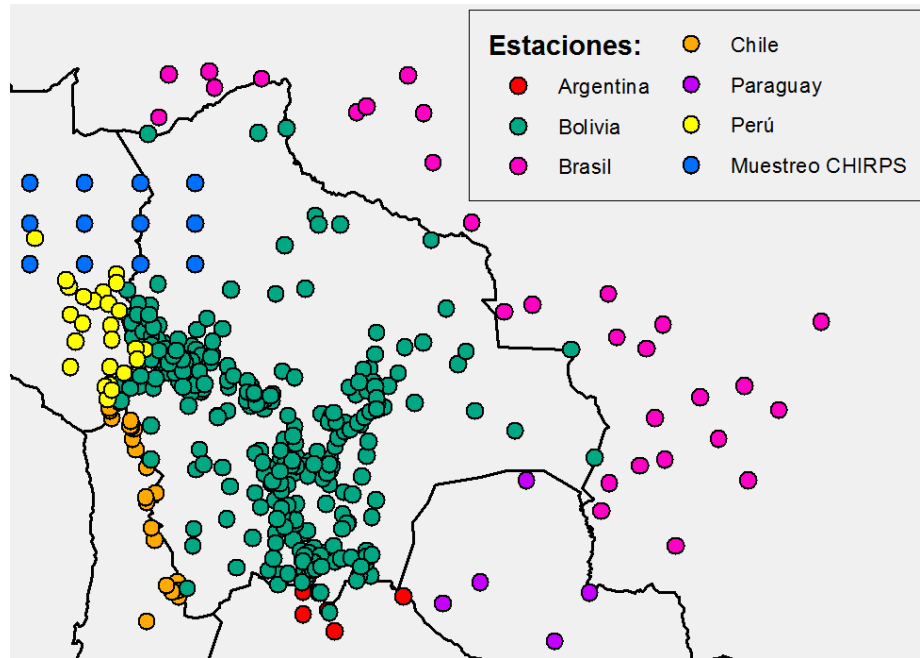 Estaciones:
Argentina
Bolivia
Brasil
Chile
Paraguay
Perú
Muestreo CHIRPS